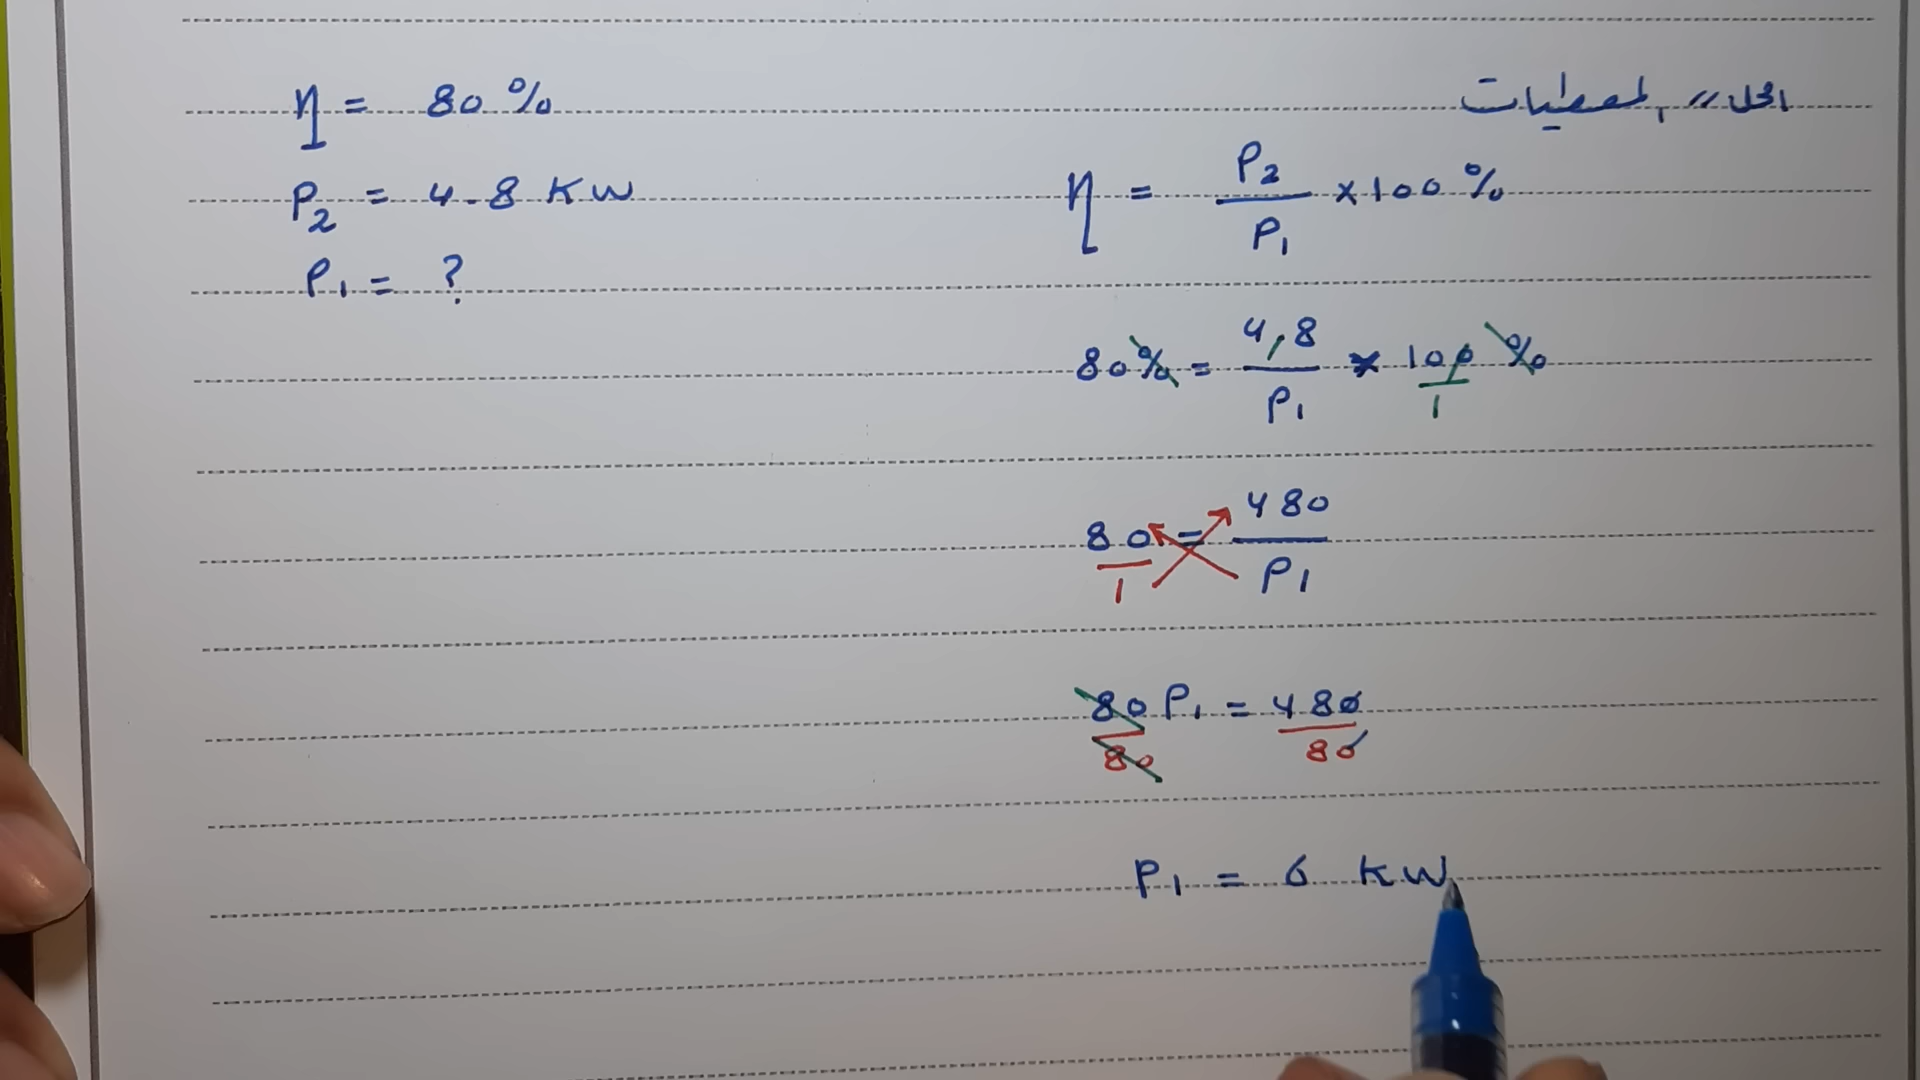 الحل // المعطيات
η = 80 %
P2 = 4.8 KW
P1 = ?
η = P2 / P1 × 100 %
80 % = 4,8 / P1 × 100 % / 1
80 / 1 = 480 / P1
80 P1 / 80 = 480 / 80
P1 = 6 KW